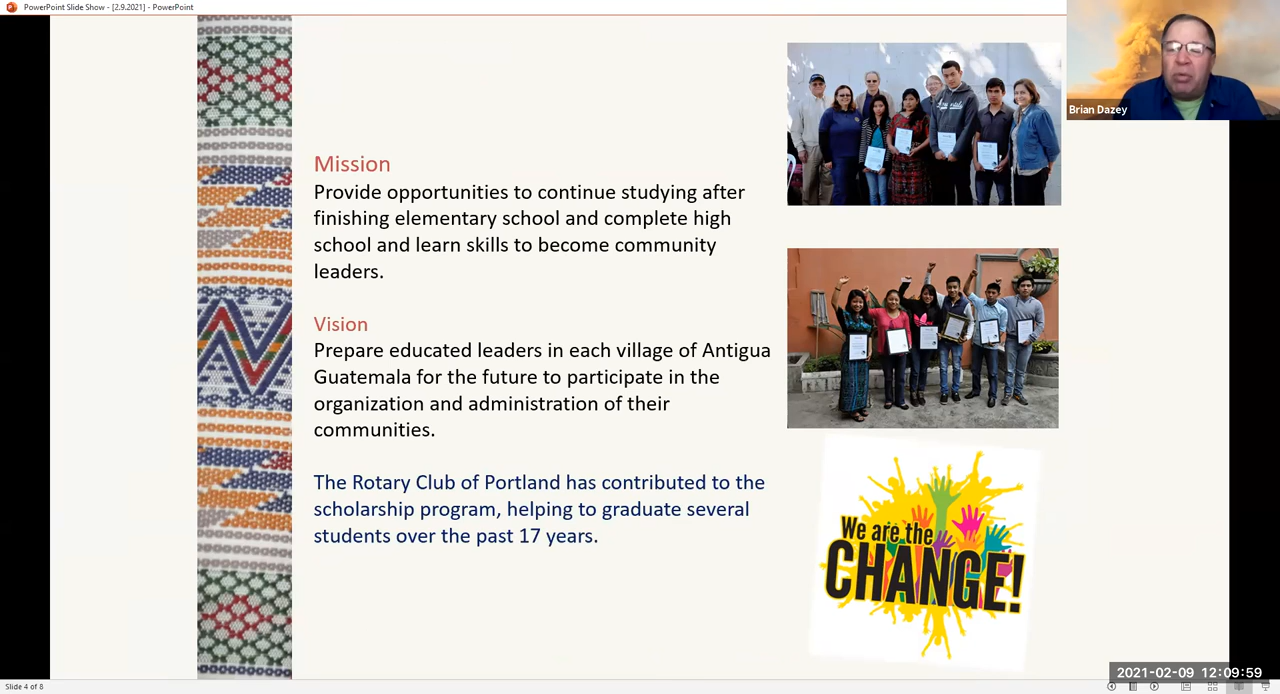 PowerPoint Slide Show - [2.9.2021] - PowerPoint
Brian Dazey
Mission
Provide opportunities to continue studying after
finishing elementary school and complete high
school and learn skills to become community
leaders.
Vision
Prepare educated leaders in each village of Antigua
Guatemala for the future to participate in the
organization and administration of their
communities.
The Rotary Club of Portland has contributed to the
scholarship program, helping to graduate several
students over the past 17 years.
We are the
CHANGE!
2021-02-09 12:09:59
Slide 4 of 8